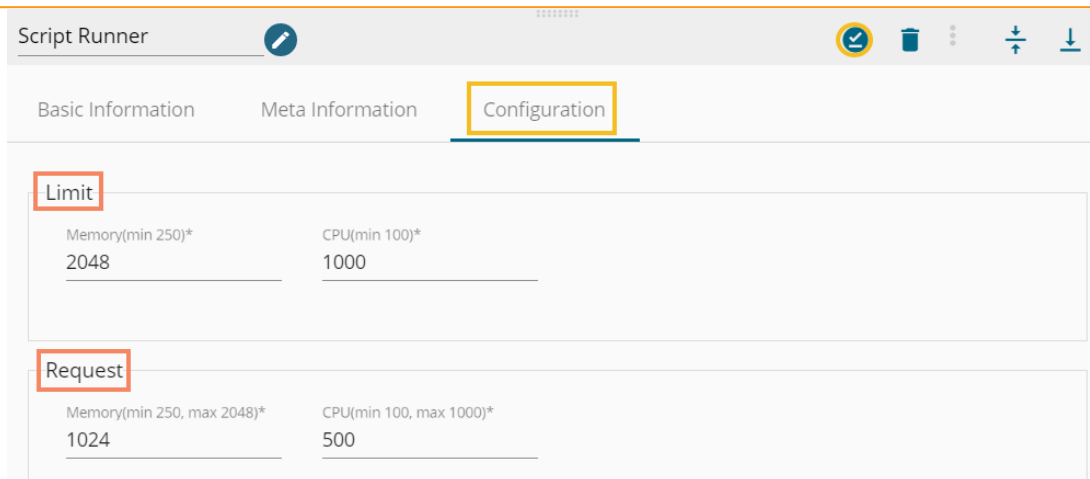 Script Runner
Basic Information Meta Information Configuration
Limit
Memory(min 250)* CPU(min 100)*
2048 1000
Request
Memory(min 250, max 2048)* CPU(min 100, max 1000)*
1024 500